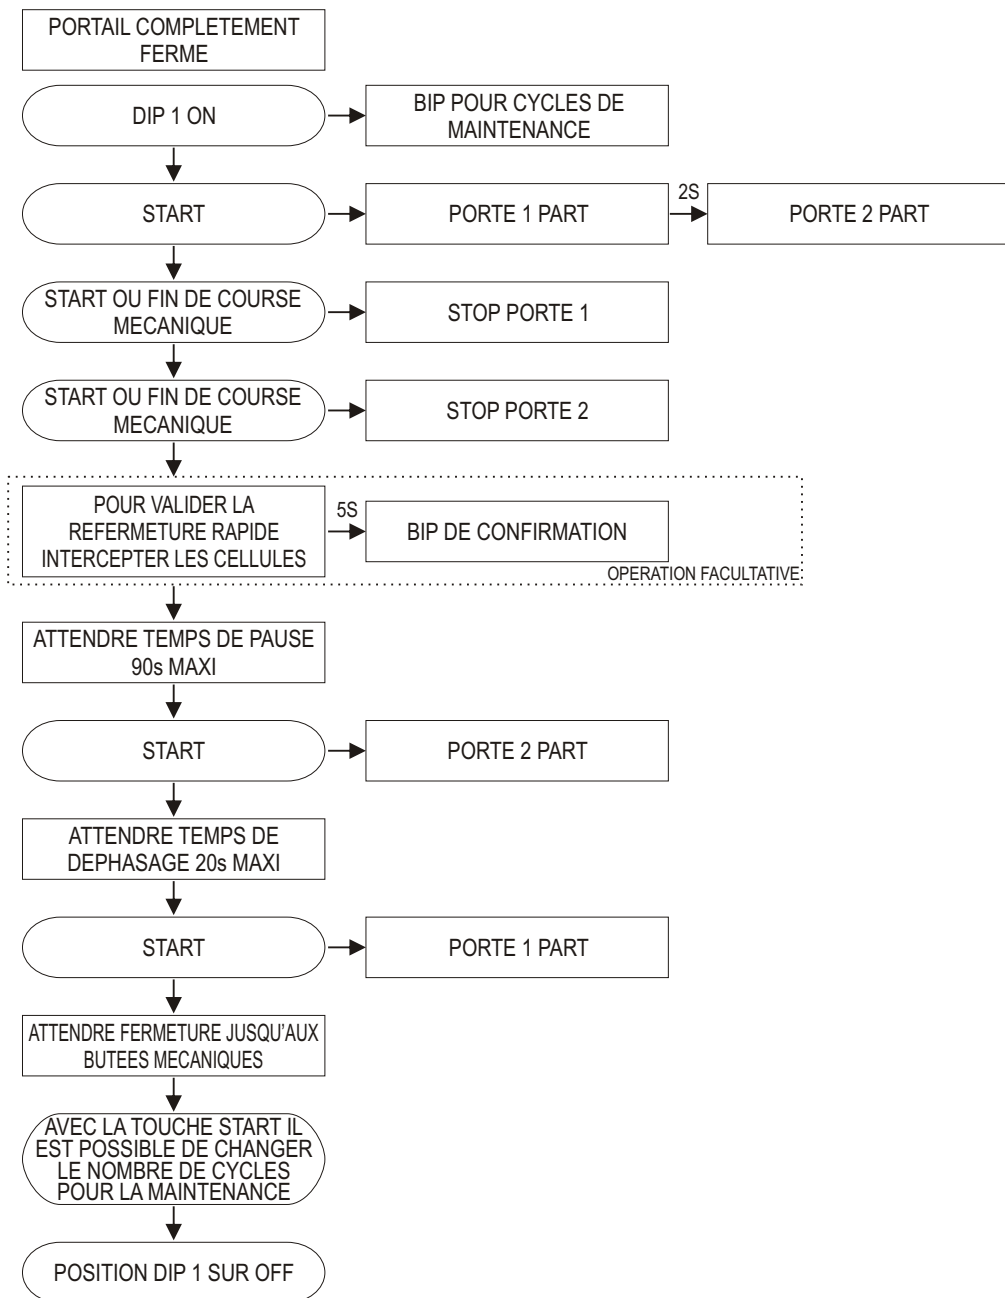 PORTAIL COMPLETEMENT
FERME
DIP 1 ON
BIP POUR CYCLES DE
MAINTENANCE
START
PORTE 1 PART
2S
PORTE 2 PART
START OU FIN DE COURSE
MECANIQUE
STOP PORTE 1
START OU FIN DE COURSE
MECANIQUE
STOP PORTE 2
POUR VALIDER LA
REFERMETURE RAPIDE
INTERCEPTER LES CELLULES
5S
BIP DE CONFIRMATION
OPERATION FACULTATIVE
ATTENDRE TEMPS DE PAUSE
90s MAXI
START
PORTE 2 PART
ATTENDRE TEMPS DE
DEPHASAGE 20s MAXI
START
PORTE 1 PART
ATTENDRE FERMETURE JUSQU'AUX
BUTEES MECANIQUES
AVEC LA TOUCHE START IL
EST POSSIBLE DE CHANGER
LE NOMBRE DE CYCLES
POUR LA MAINTENANCE
POSITION DIP 1 SUR OFF